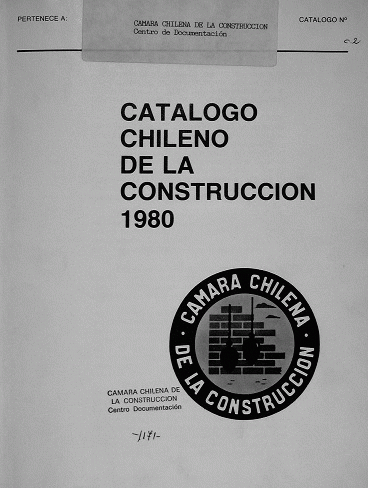 PERTENECE A:
CAMARA CHILENA DE LA CONSTRUCCION
Centro de Documentación
CATALOGO Nº
c-2
CATALOGO
CHILENO
DE LA
CONSTRUCCION
1980
CAMARA CHILENA
DE LA CONSTRUCCION
CAMARA CHILENA DE
LA CONSTRUCCION
Centro Documentación